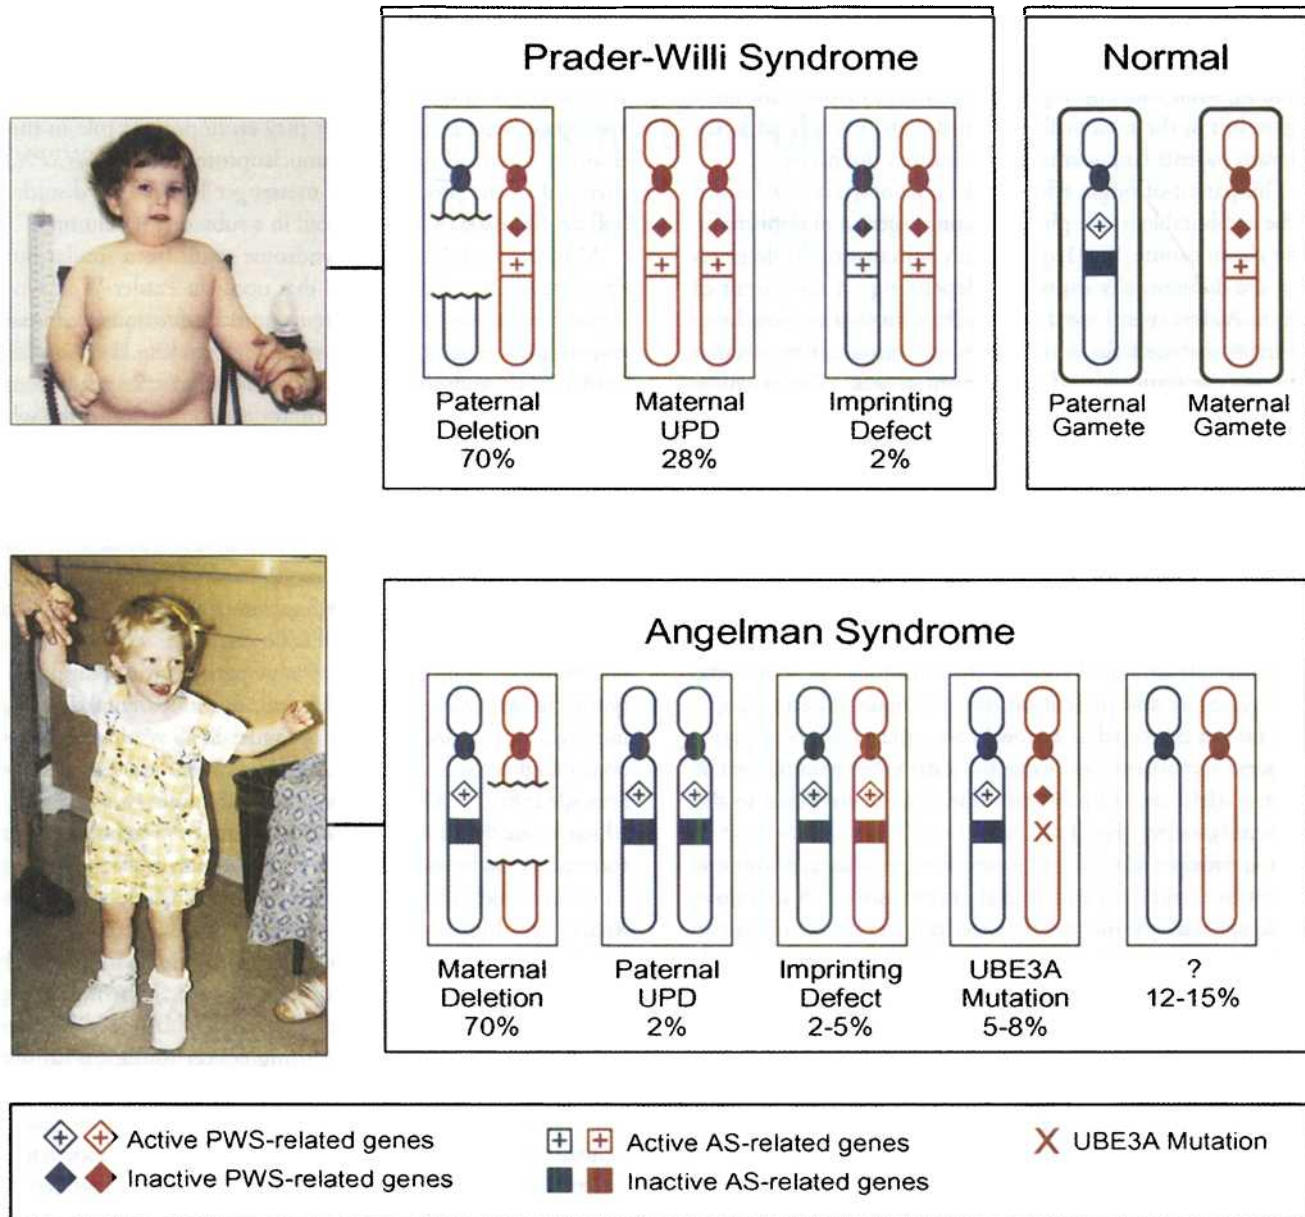 Prader-Willi Syndrome
Paternal
Deletion
70%
Maternal
UPD
28%
Imprinting
Defect
2%
Normal
Paternal
Gamete
Maternal
Gamete
Angelman Syndrome
Maternal
Deletion
70%
Paternal
UPD
2%
Imprinting
Defect
2-5%
UBE3A
Mutation
5-8%
?
12-15%
Active PWS-related genes
Inactive PWS-related genes
Active AS-related genes
Inactive AS-related genes
UBE3A Mutation